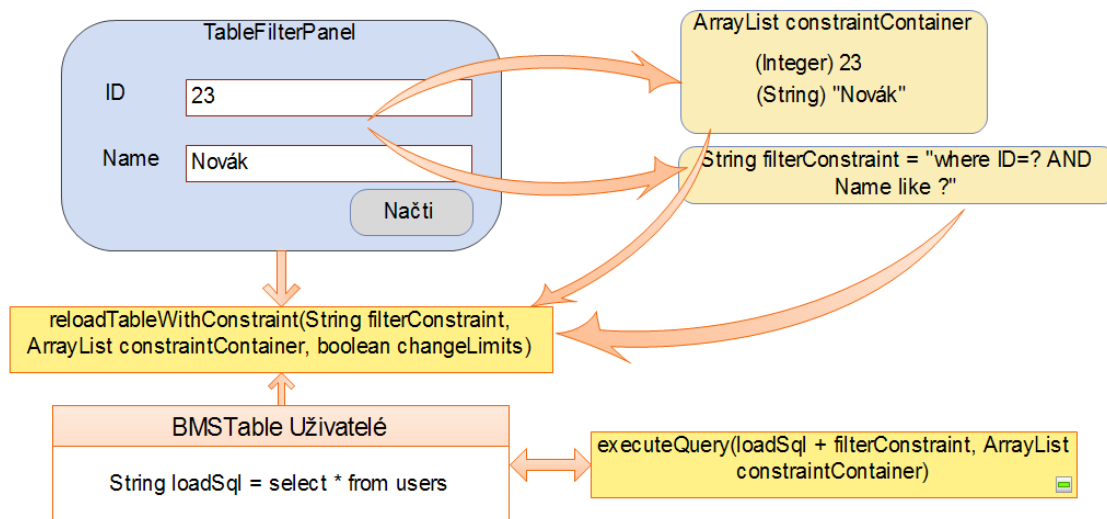 TableFilterPanel
ID
23
Name
Novák
Načti
ArrayList constraintContainer
(Integer) 23
(String) "Novák"
String filterConstraint = "where ID=? AND
Name like ?"
reloadTableWithConstraint(String filterConstraint,
ArrayList constraintContainer, boolean changeLimits)
BMSTable Uživatelé
String loadSql = select * from users
executeQuery(loadSql + filterConstraint, ArrayList
constraintContainer)